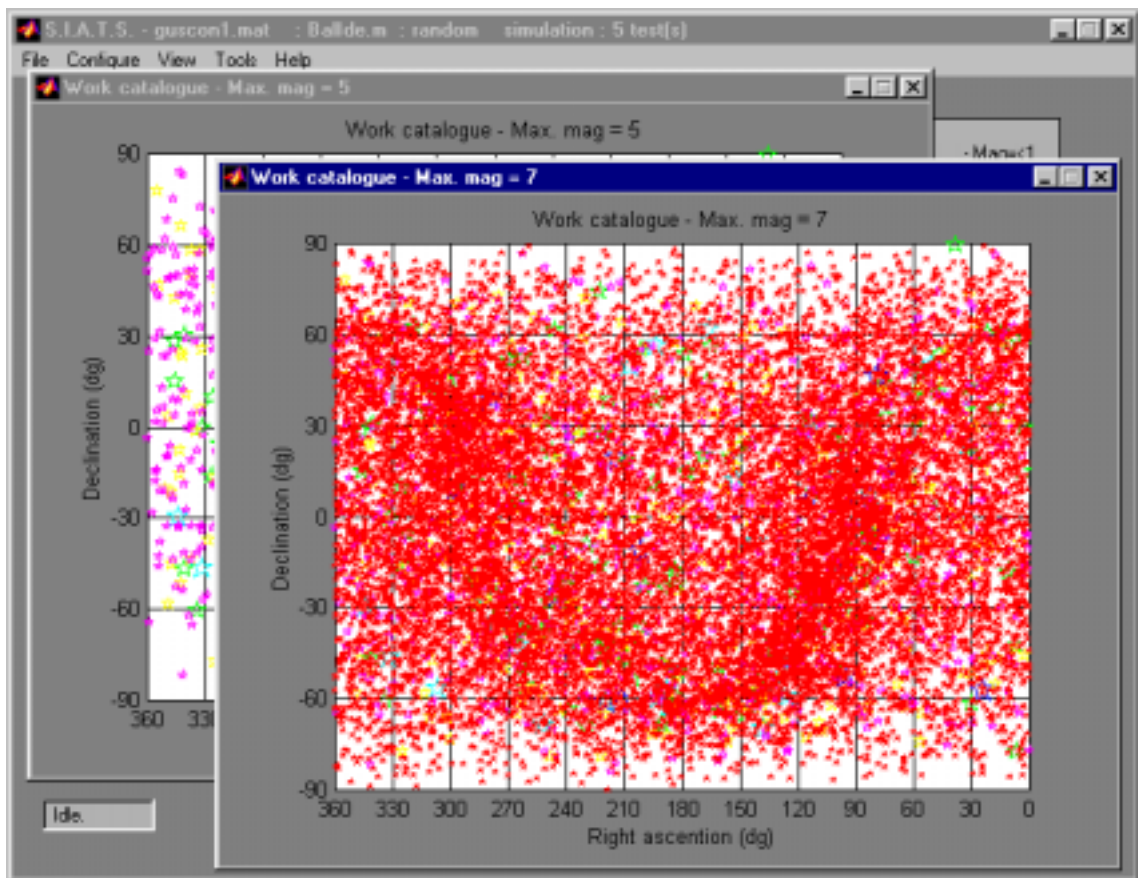 S.I.A.T.S. - guscon1.mat : Ballde.m : random simulation : 5 test(s)
File Configure View Tools Help
Work catalogue - Max. mag = 5
Work catalogue - Max. mag = 5
90
60
30
0
-30
-60
-90
360
Declination (dg)
Work catalogue - Max. mag = 7
Work catalogue - Max. mag = 7
90
60
30
0
-30
-60
-90
Declination (dg)
360 330 300 270 240 210 180 150 120 90 60 30 0
Right ascention (dg)
Idle.